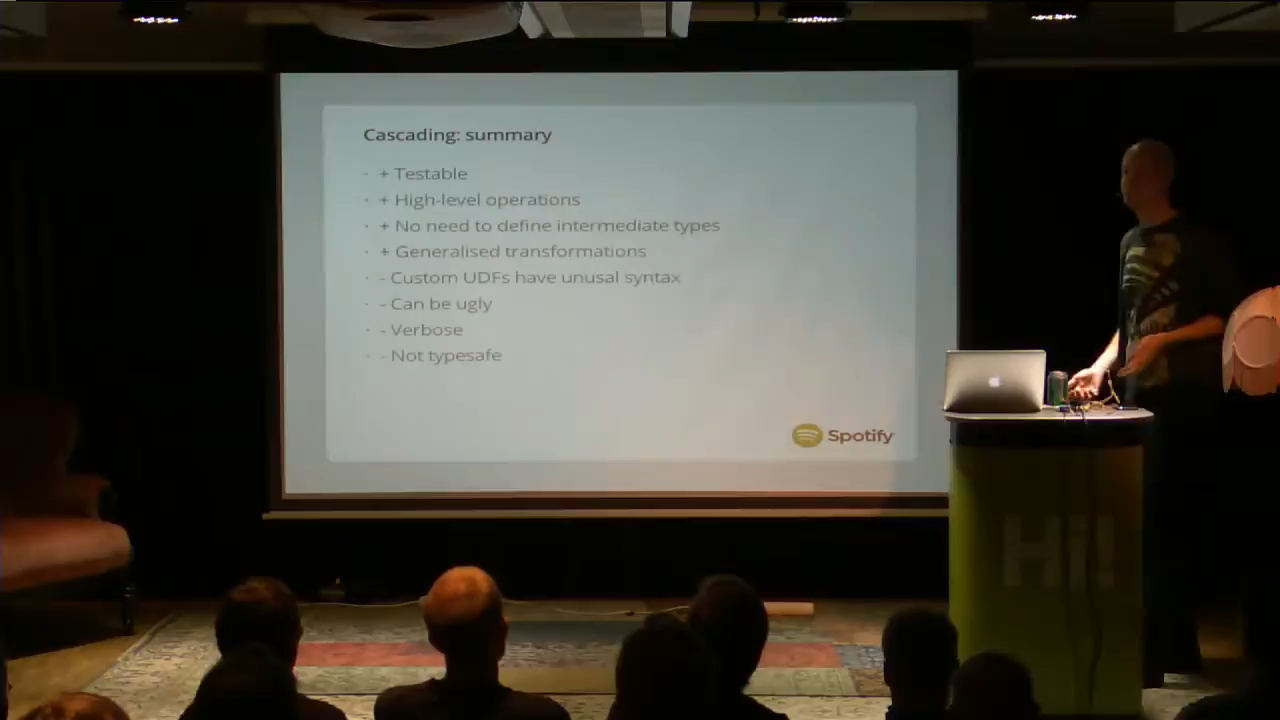 Cascading: summary
· + Testable
· + High-level operations
· + No need to define intermediate types
· + Generalised transformations
· - Custom UDFs have unusal syntax
· - Can be ugly
· - Verbose
· - Not typesafe
Spotify
Hi!